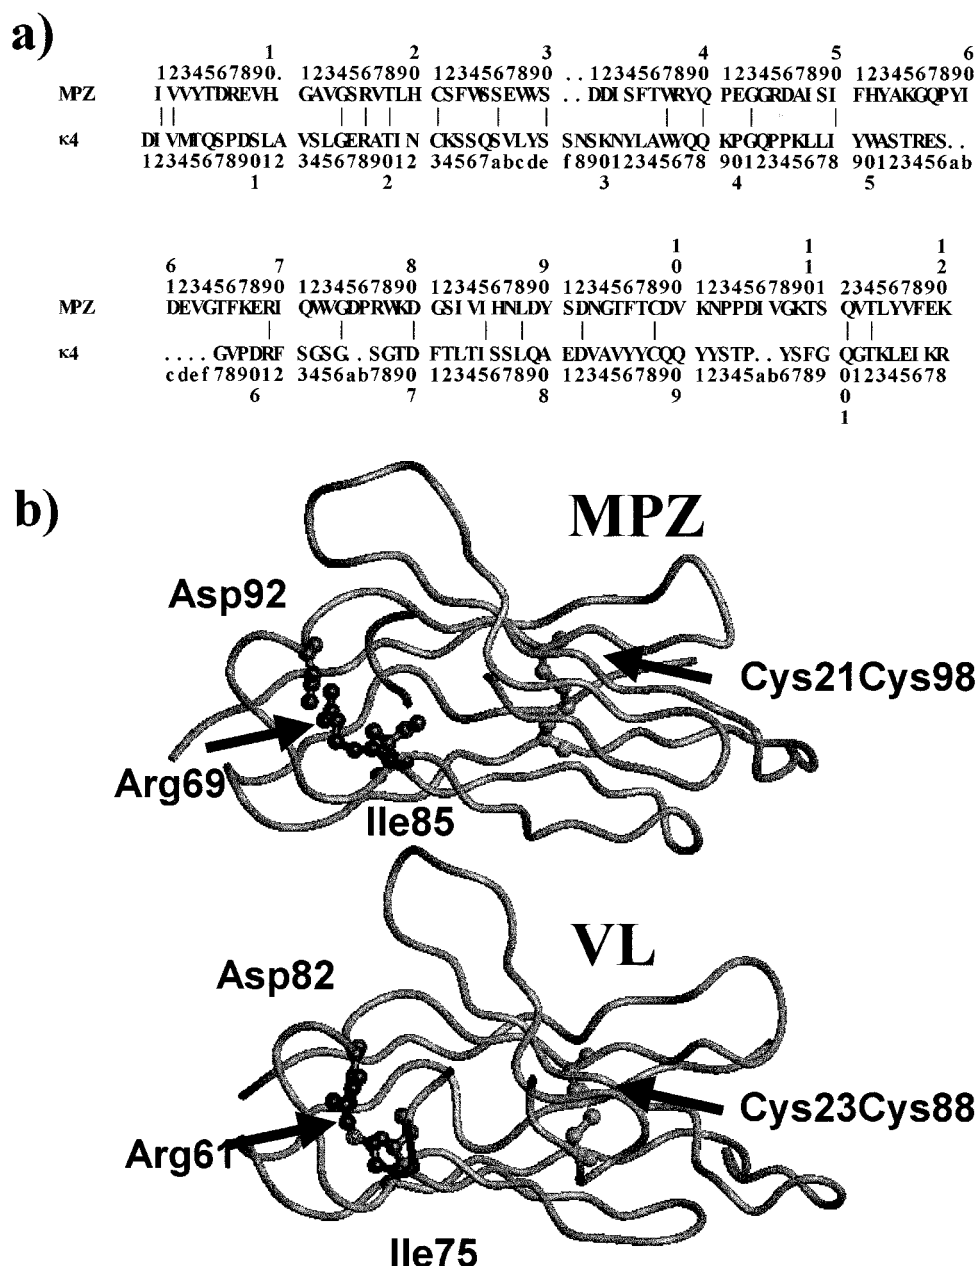 a)
1 2 3 4 5 6
1234567890. 1234567890 1234567890 . . 1234567890 1234567890 1234567890
MPZ I VVYTDREVH. GAVGSRVTLH CSFWSSEWVS . . DDISFTWRYQ PEGGRDAISI FHYAKGQPYI
κ4 DIVMTQSPDSLA VSLGERATIN CKSSQSVLYS SNSKNYLAWYQQ KPGQPPKLLI YWASTRES. .
123456789012 3456789012 34567abcde f89012345678 9012345678 90123456ab
1 2 3 4 5
1 1 1
6 7 8 9 0 1 2
1234567890 1234567890 1234567890 1234567890 12345678901 234567890
MPZ DEVGTFKERI QWVGDPRWKD GSIVIHNLDY SDNGTFTCDV KNPPDIVGKTS QVTLYVFEK
κ4 . . . . GVPDRF SGSG. SGTD FTLTISSLQA EDVAVYYCQQ YYSTP. . YSFG QGTKLEIKR
cdef789012 3456ab7890 1234567890 1234567890 12345ab6789 012345678
6 7 8 9 0
1
b)
MPZ
Asp92
Cys21Cys98
Arg69
Ile85
VL
Asp82
Cys23Cys88
Arg61
Ile75